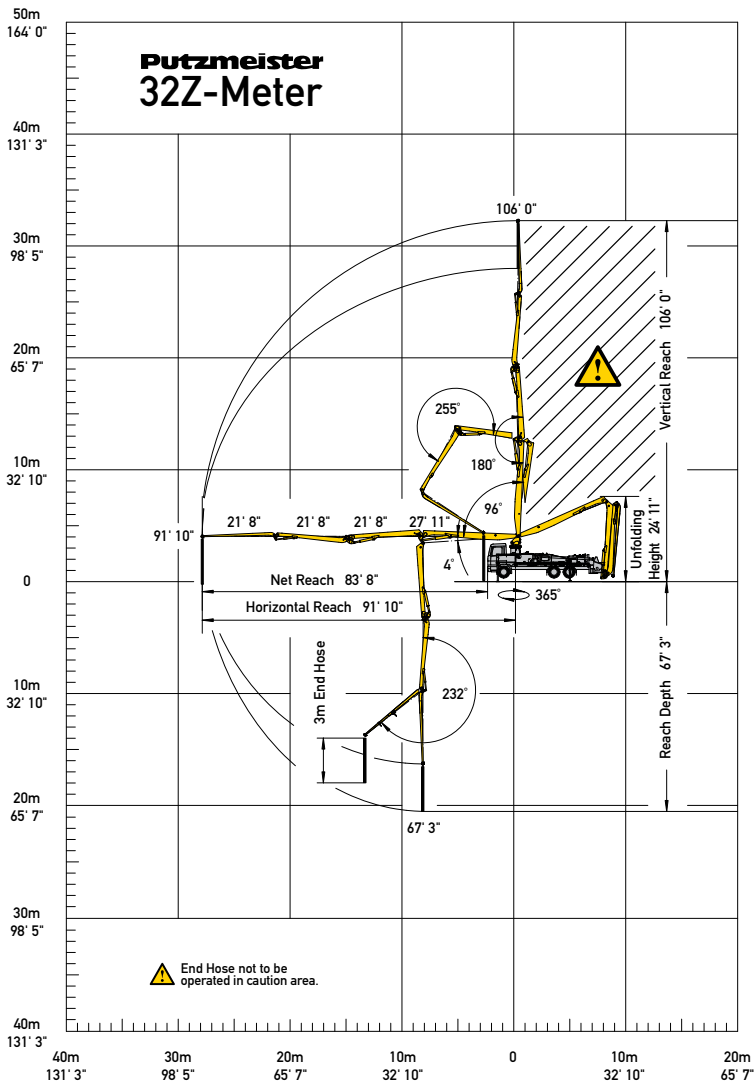 50m
164' 0"
Putzmeister
32Z-Meter
40m
131' 3"
106' 0"
30m
98' 5"
Vertical Reach 106' 0"
20m
65' 7"
255°
180°
10m
32' 10"
96°
21' 8" 21' 8" 21' 8" 27' 11"
91' 10"
4°
Unfolding
Height 24' 11"
0
Net Reach 83' 8"
365°
Horizontal Reach 91' 10"
3m End Hose
232°
Reach Depth 67' 3"
10m
32' 10"
20m
65' 7"
67' 3"
30m
98' 5"
End Hose not to be
operated in caution area.
40m
131' 3"
40m 30m 20m 10m 0 10m 20m
131' 3" 98' 5" 65' 7" 32' 10" 32' 10" 65' 7"